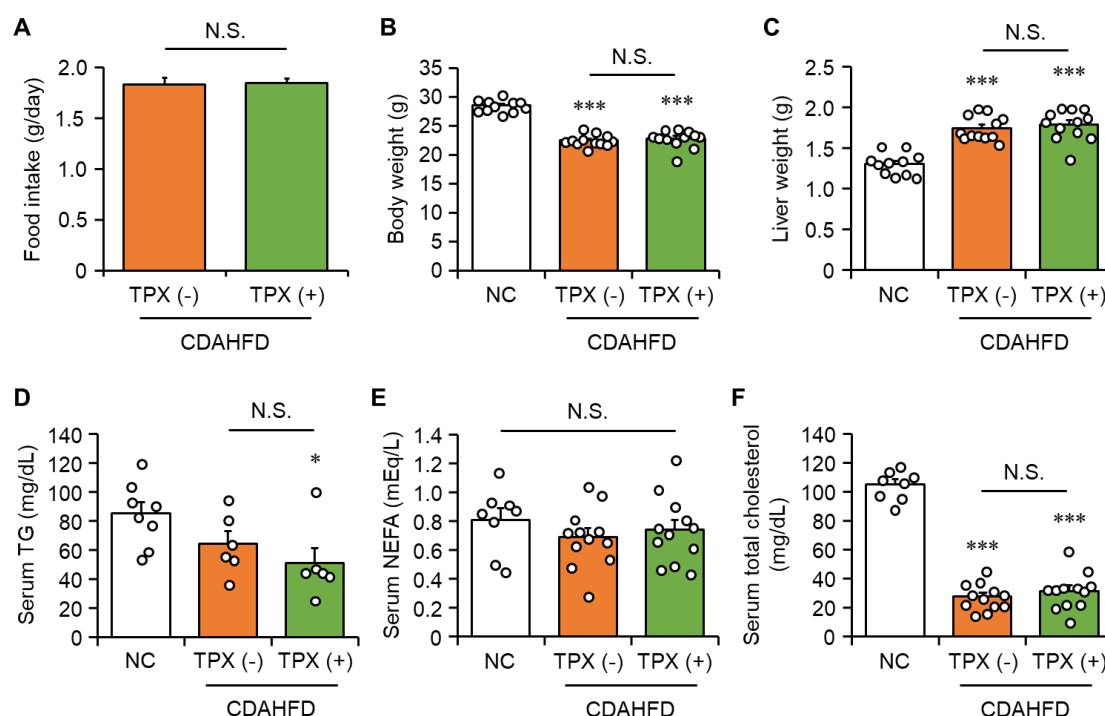 A
N.S.
Food intake (g/day)
2.0
1.5
1.0
0.5
0
TPX (-) TPX (+)
CDAHFD
B
N.S.
Body weight (g)
35
30
25
20
15
10
5
0
*** ***
NC TPX (-) TPX (+)
CDAHFD
C
N.S.
Liver weight (g)
2.5
2.0
1.5
1.0
0.5
0
*** ***
NC TPX (-) TPX (+)
CDAHFD
D
N.S.
Serum TG (mg/dL)
140
120
100
80
60
40
20
0
*
NC TPX (-) TPX (+)
CDAHFD
E
N.S.
Serum NEFA (mEq/L)
1.4
1.2
1.0
0.8
0.6
0.4
0.2
0
NC TPX (-) TPX (+)
CDAHFD
F
N.S.
Serum total cholesterol
(mg/dL)
140
120
100
80
60
40
20
0
*** ***
NC TPX (-) TPX (+)
CDAHFD